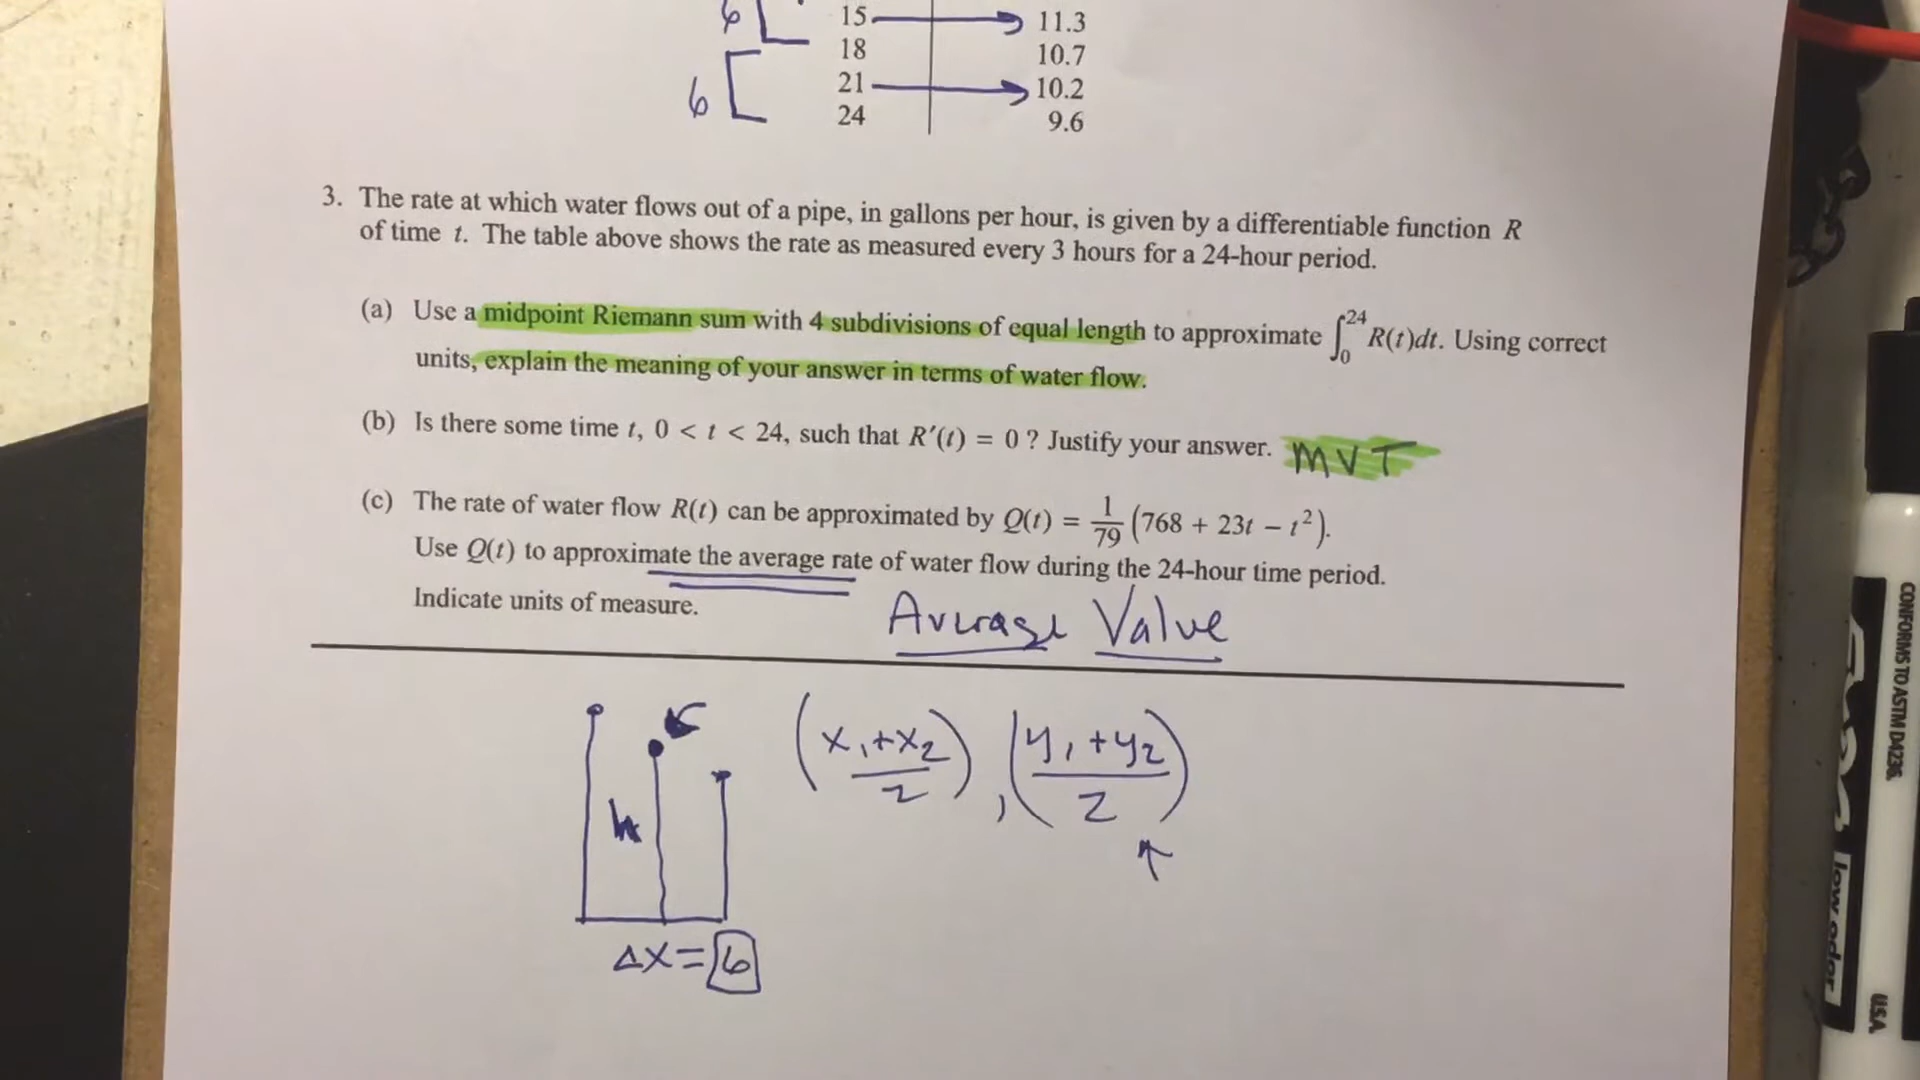 6
15 11.3
18 10.7
6 21 10.2
24 9.6
3. The rate at which water flows out of a pipe, in gallons per hour, is given by a differentiable function R
of time t. The table above shows the rate as measured every 3 hours for a 24-hour period.
(a) Use a midpoint Riemann sum with 4 subdivisions of equal length to approximate ∫₀²⁴ R(t)dt. Using correct
units, explain the meaning of your answer in terms of water flow.
(b) Is there some time t, 0 < t < 24, such that R′(t) = 0 ? Justify your answer. MVT
(c) The rate of water flow R(t) can be approximated by Q(t) = 1/79 (768 + 23t − t²).
Use Q(t) to approximate the average rate of water flow during the 24-hour time period.
Indicate units of measure.
Average Value
(x₁+x₂/2), (y₁+y₂/2)
h
ΔX=6
CONFORMS TO ASTM D4236.
low odor
USA